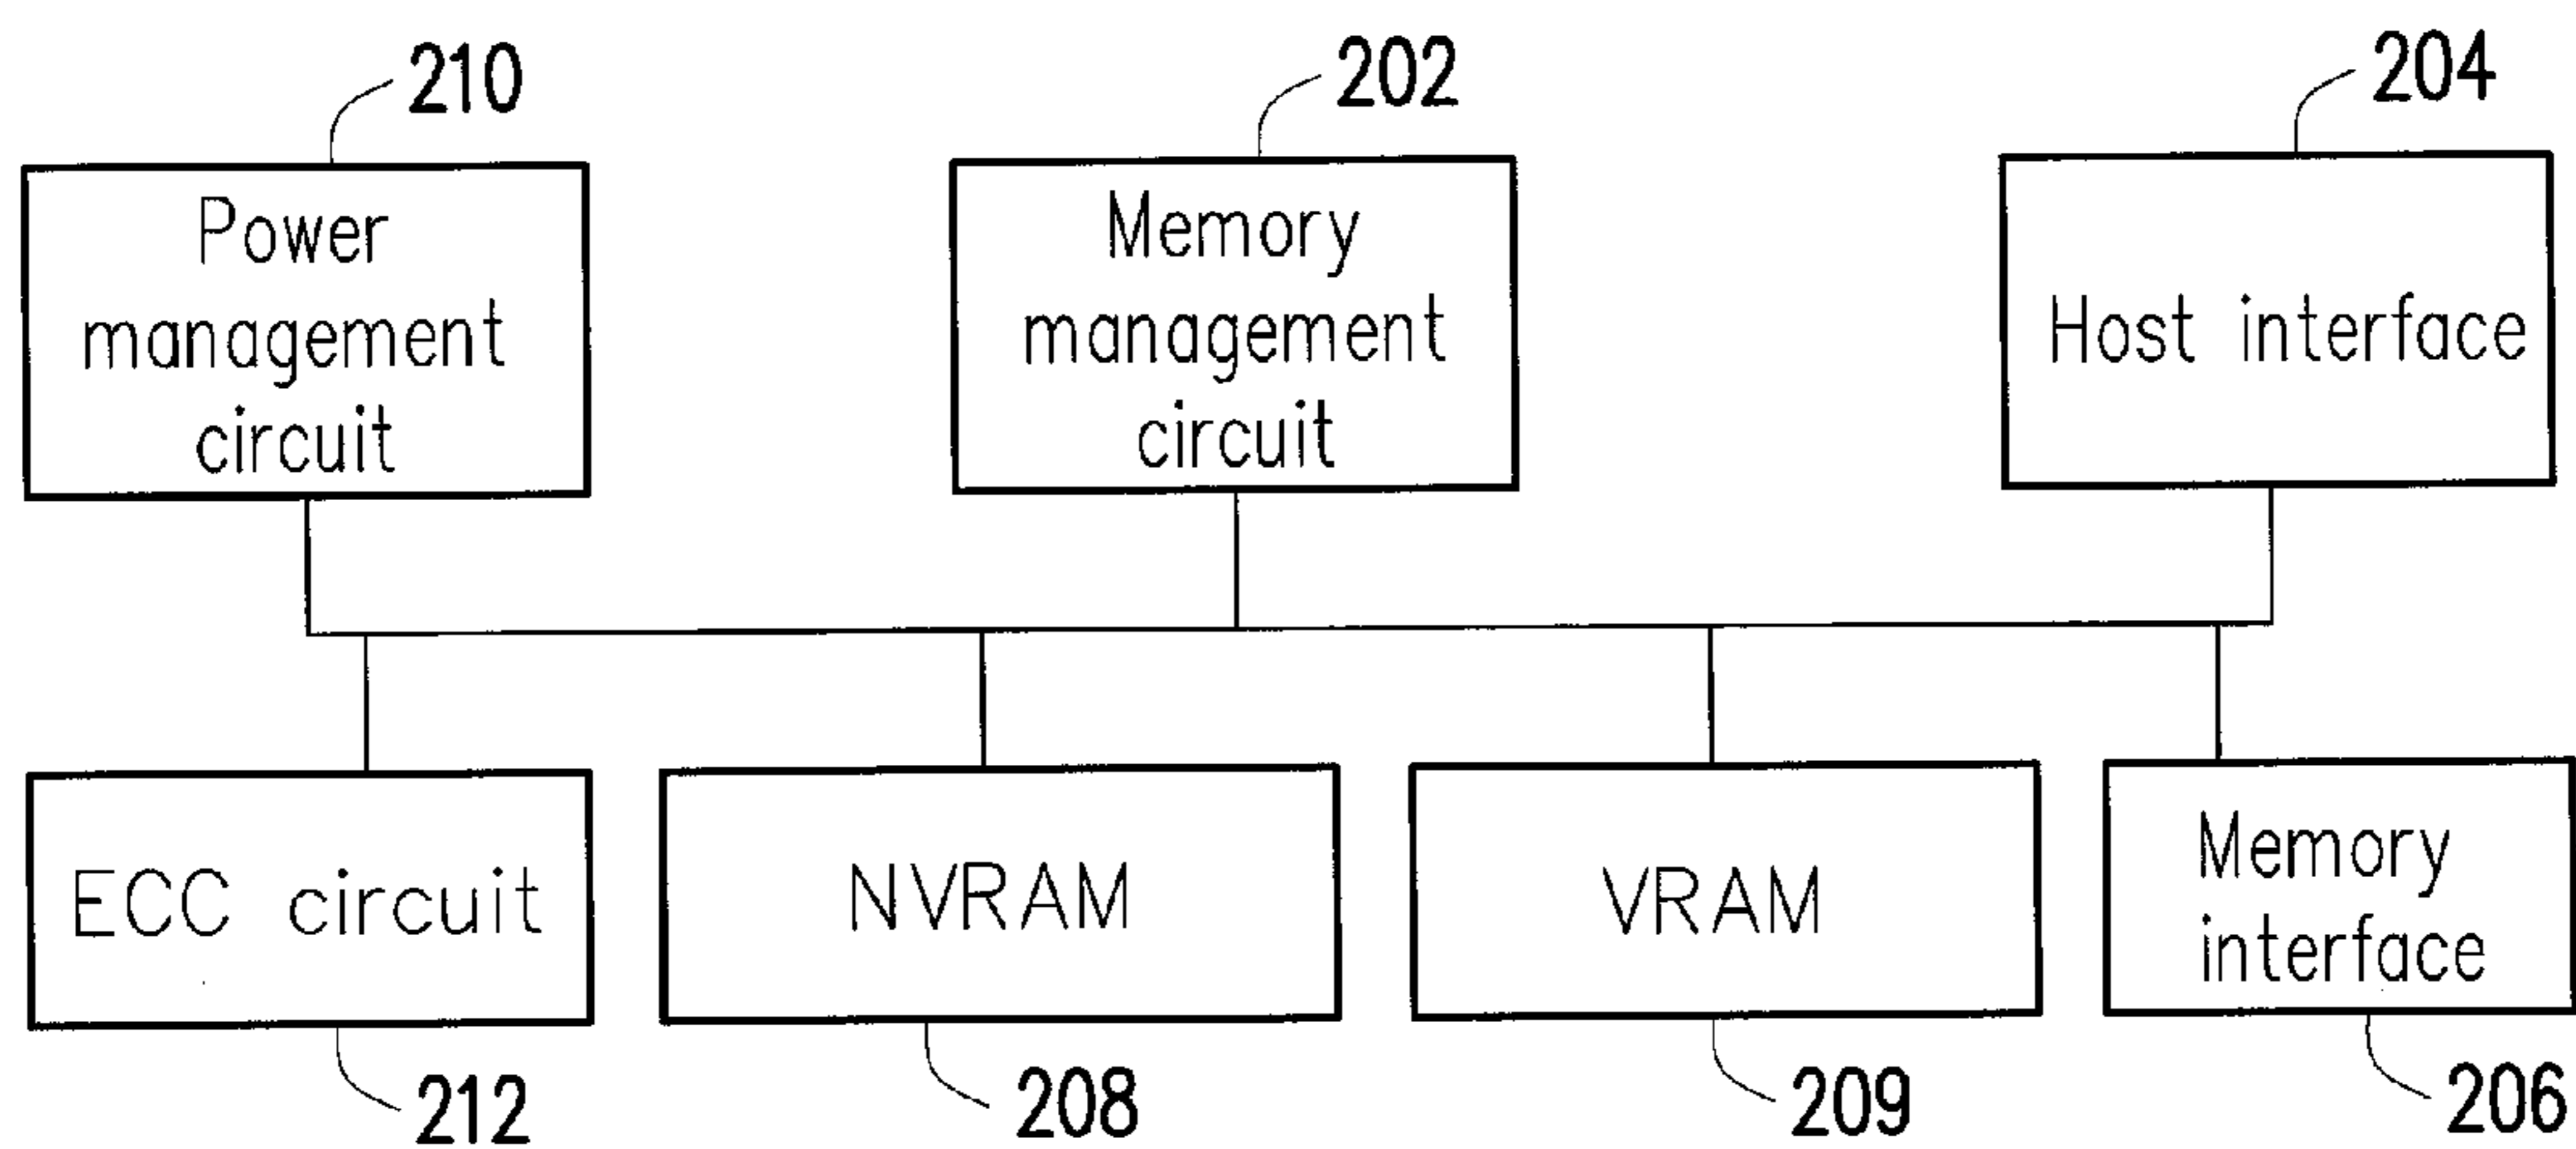 210
202
204
Power
management
circuit
Memory
management
circuit
Host interface
ECC circuit
NVRAM
VRAM
Memory
interface
212
208
209
206